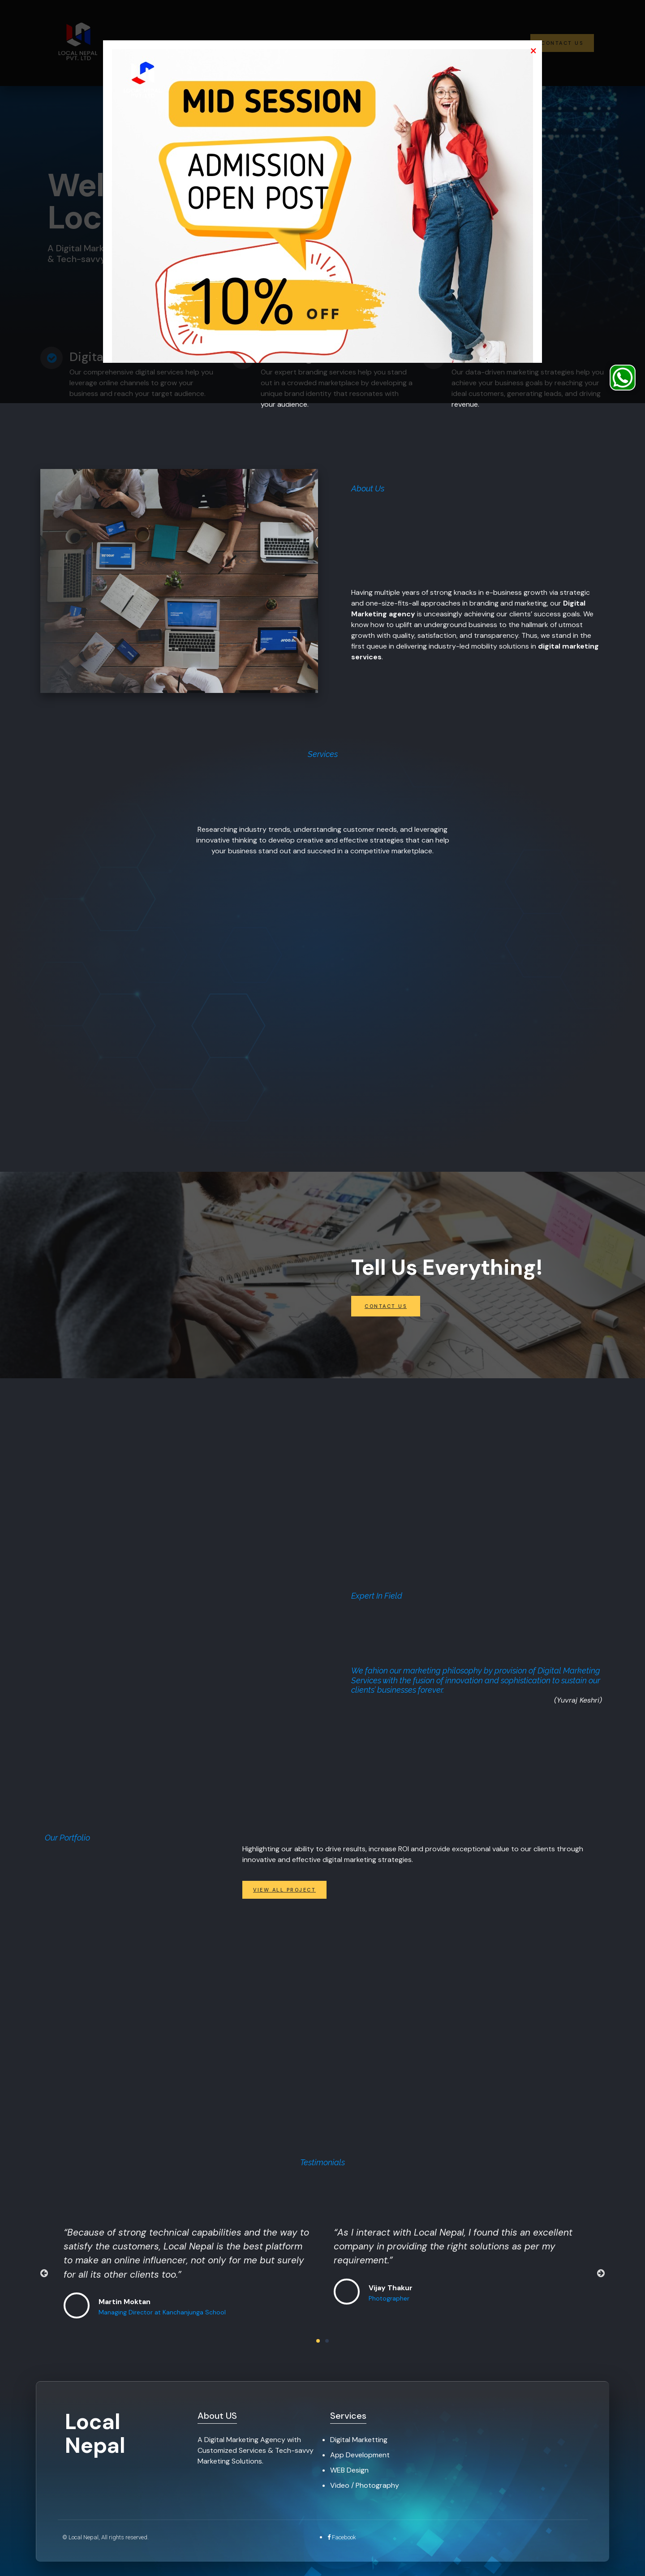 LOCAL NEPAL
PVT. LTD
CONTACT US
×
MID SESSION
ADMISSION
OPEN POST
10% OFF
Wel
Loc
A Digital Mark
& Tech-savvy
Digita
Our comprehensive digital services help you
leverage online channels to grow your
business and reach your target audience.
Our expert branding services help you stand
out in a crowded marketplace by developing a
unique brand identity that resonates with
your audience.
Our data-driven marketing strategies help you
achieve your business goals by reaching your
ideal customers, generating leads, and driving
revenue.
About Us
Having multiple years of strong knacks in e-business growth via strategic
and one-size-fits-all approaches in branding and marketing, our Digital
Marketing agency is unceasingly achieving our clients’ success goals. We
know how to uplift an underground business to the hallmark of utmost
growth with quality, satisfaction, and transparency. Thus, we stand in the
first queue in delivering industry-led mobility solutions in digital marketing
services.
Services
Researching industry trends, understanding customer needs, and leveraging
innovative thinking to develop creative and effective strategies that can help
your business stand out and succeed in a competitive marketplace.
Tell Us Everything!
CONTACT US
Expert In Field
We fahion our marketing philosophy by provision of Digital Marketing
Services with the fusion of innovation and sophistication to sustain our
clients’ businesses forever.
(Yuvraj Keshri)
Our Portfolio
Highlighting our ability to drive results, increase ROI and provide exceptional value to our clients through
innovative and effective digital marketing strategies.
VIEW ALL PROJECT
Testimonials
“Because of strong technical capabilities and the way to
satisfy the customers, Local Nepal is the best platform
to make an online influencer, not only for me but surely
for all its other clients too.”
Martin Moktan
Managing Director at Kanchanjunga School
“As I interact with Local Nepal, I found this an excellent
company in providing the right solutions as per my
requirement.”
Vijay Thakur
Photographer
Local
Nepal
About US
A Digital Marketing Agency with
Customized Services & Tech-savvy
Marketing Solutions.
Services
Digital Marketting
App Development
WEB Design
Video / Photography
© Local Nepal, All rights reserved.
Facebook